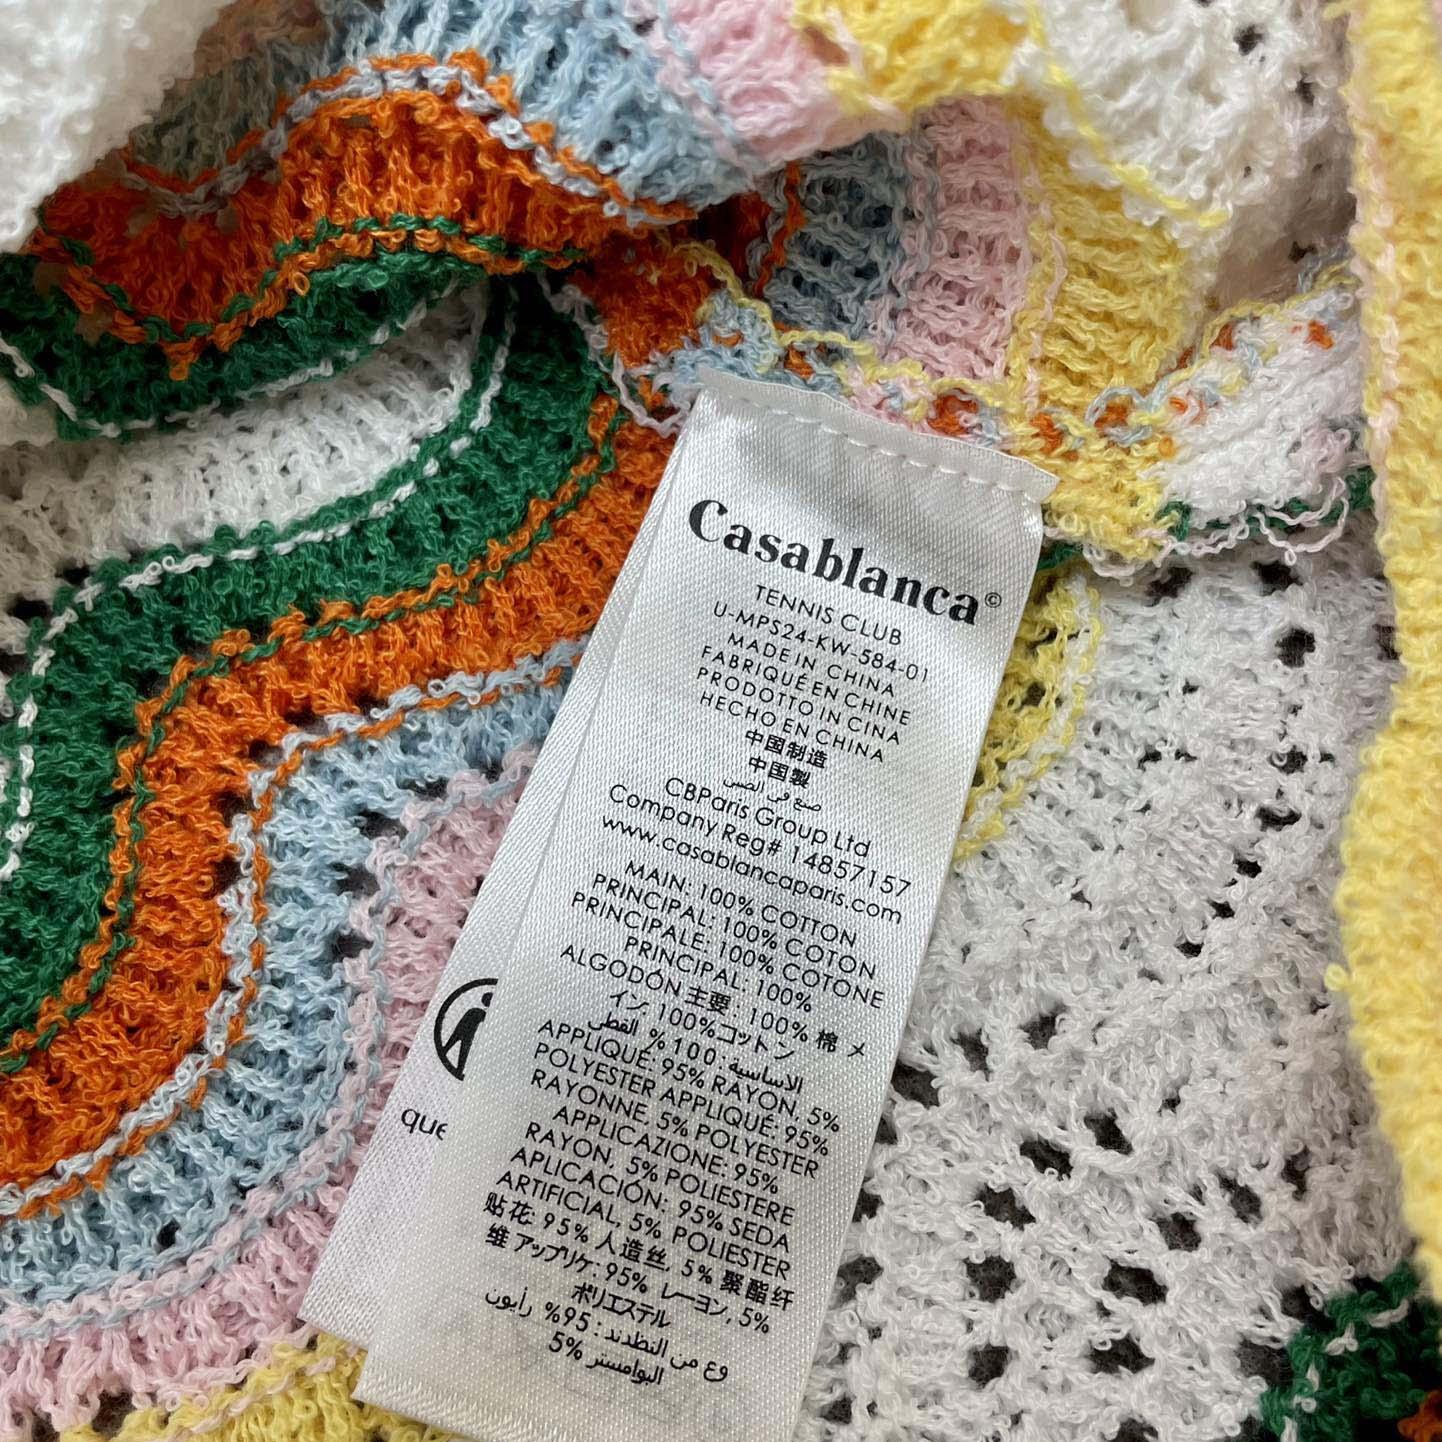 Casablanca©
TENNIS CLUB
U-MPS24-KW-584-01
MADE IN CHINA
FABRIQUÉ EN CHINE
PRODOTTO IN CINA
HECHO EN CHINA
中国制造
中国製
صنع في الصين
CBParis Group Ltd
Company Reg# 14857157
www.casablancaparis.com
MAIN: 100% COTTON
PRINCIPAL: 100% COTON
PRINCIPALE: 100% COTONE
PRINCIPAL: 100%
ALGODÓN 主要: 100% 棉 メ
イン: 100%コットン
الاساسية: 100 % القطن
APPLIQUE: 95% RAYON, 5%
POLYESTER APPLIQUÉ: 95%
RAYONNE, 5% POLYESTER
APPLICAZIONE: 95%
RAYON, 5% POLIESTERE
APLICACIÓN: 95% SEDA
ARTIFICIAL, 5% POLIESTER
贴花: 95% 人造丝, 5% 聚酯纤
维 アップリケ: 95% レーヨン, 5%
ポリエステル
وع من النظدند: 95% رأيون
5% البوامستر
que